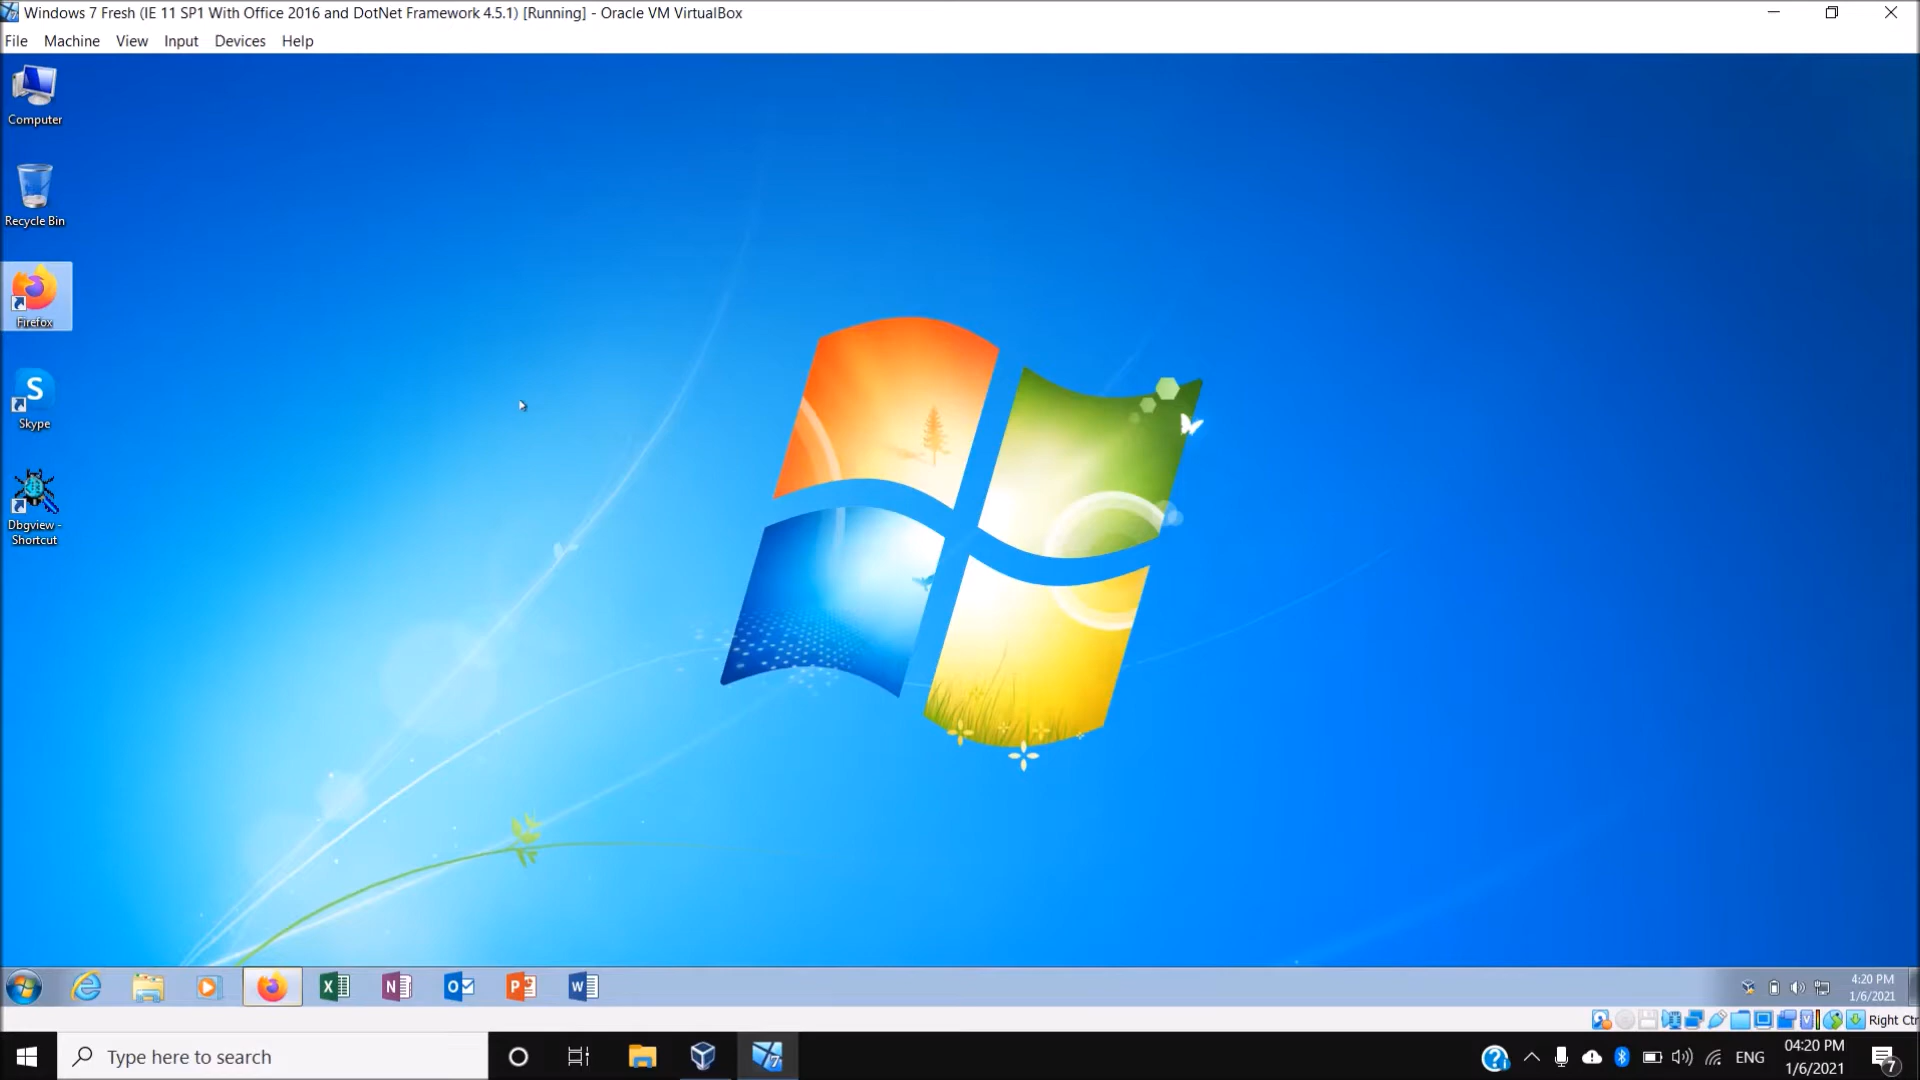 Windows 7 Fresh (IE 11 SP1 With Office 2016 and DotNet Framework 4.5.1) [Running] - Oracle VM VirtualBox
File Machine View Input Devices Help
Computer
Recycle Bin
Firefox
S
Skype
Dbgview -
Shortcut
4:20 PM
1/6/2021
Right Ctr
Type here to search
ENG
04:20 PM
1/6/2021
7